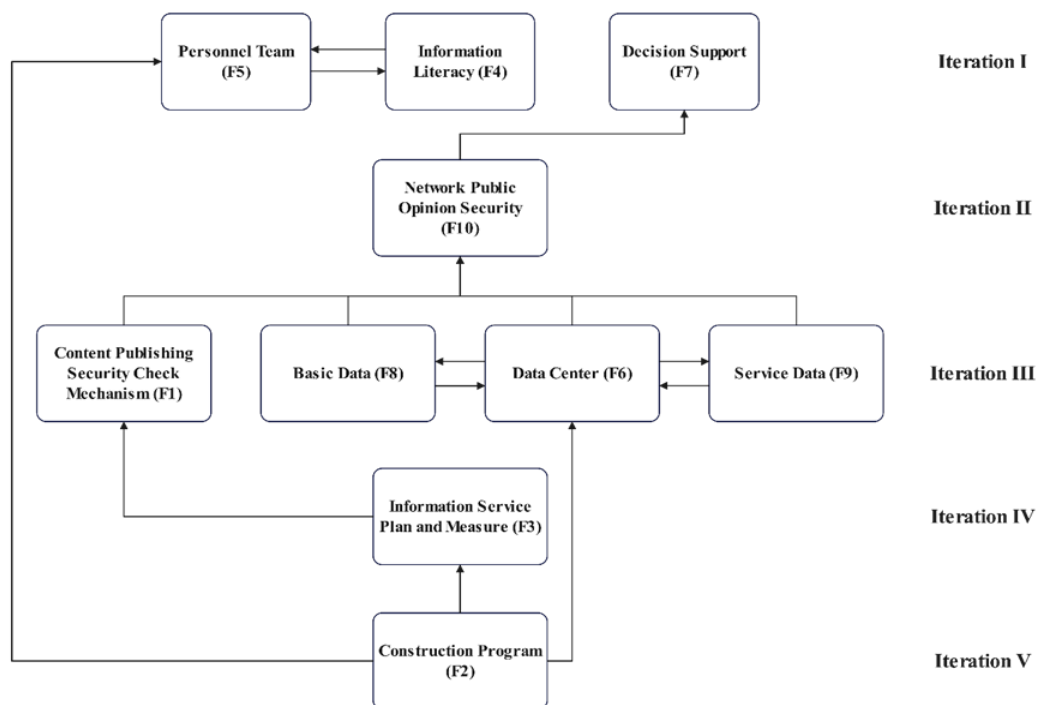 Personnel Team
(F5)
Information
Literacy (F4)
Decision Support
(F7)
Iteration I
Network Public
Opinion Security
(F10)
Iteration II
Content Publishing
Security Check
Mechanism (F1)
Basic Data (F8)
Data Center (F6)
Service Data (F9)
Iteration III
Information Service
Plan and Measure (F3)
Iteration IV
Construction Program
(F2)
Iteration V